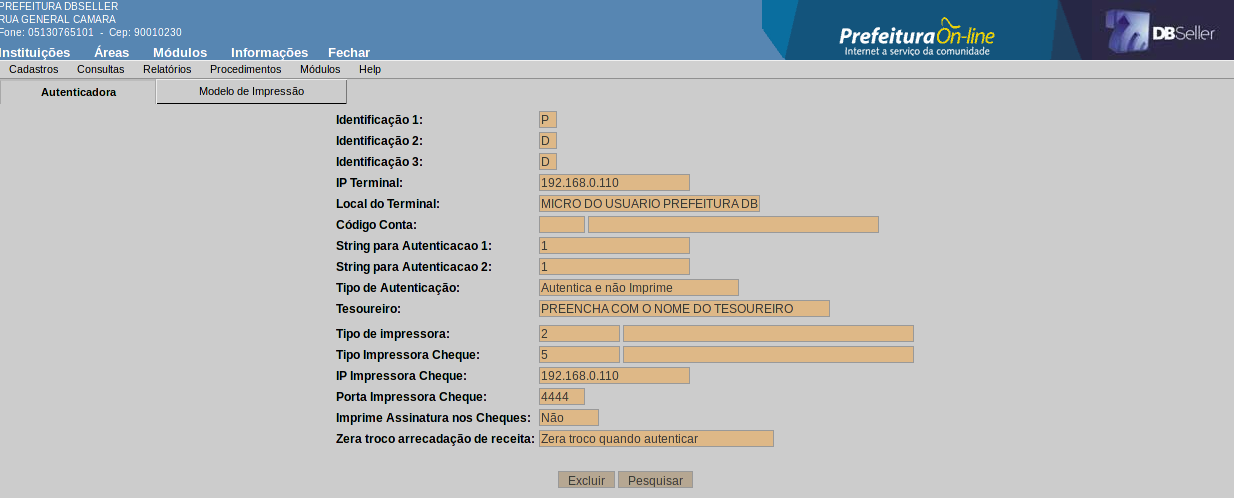 PREFEITURA DBSELLER
RUA GENERAL CAMARA
Fone: 05130765101 - Cep: 90010230
PrefeituraOn-line
Internet a serviço da comunidade
DBSeller
Instituições Áreas Módulos Informações Fechar
Cadastros Consultas Relatórios Procedimentos Módulos Help
Autenticadora Modelo de Impressão
Identificação 1: P
Identificação 2: D
Identificação 3: D
IP Terminal: 192.168.0.110
Local do Terminal: MICRO DO USUARIO PREFEITURA DB
Código Conta:
String para Autenticacao 1: 1
String para Autenticacao 2: 1
Tipo de Autenticação: Autentica e não Imprime
Tesoureiro: PREENCHA COM O NOME DO TESOUREIRO
Tipo de impressora: 2
Tipo Impressora Cheque: 5
IP Impressora Cheque: 192.168.0.110
Porta Impressora Cheque: 4444
Imprime Assinatura nos Cheques: Não
Zera troco arrecadação de receita: Zera troco quando autenticar
Excluir Pesquisar